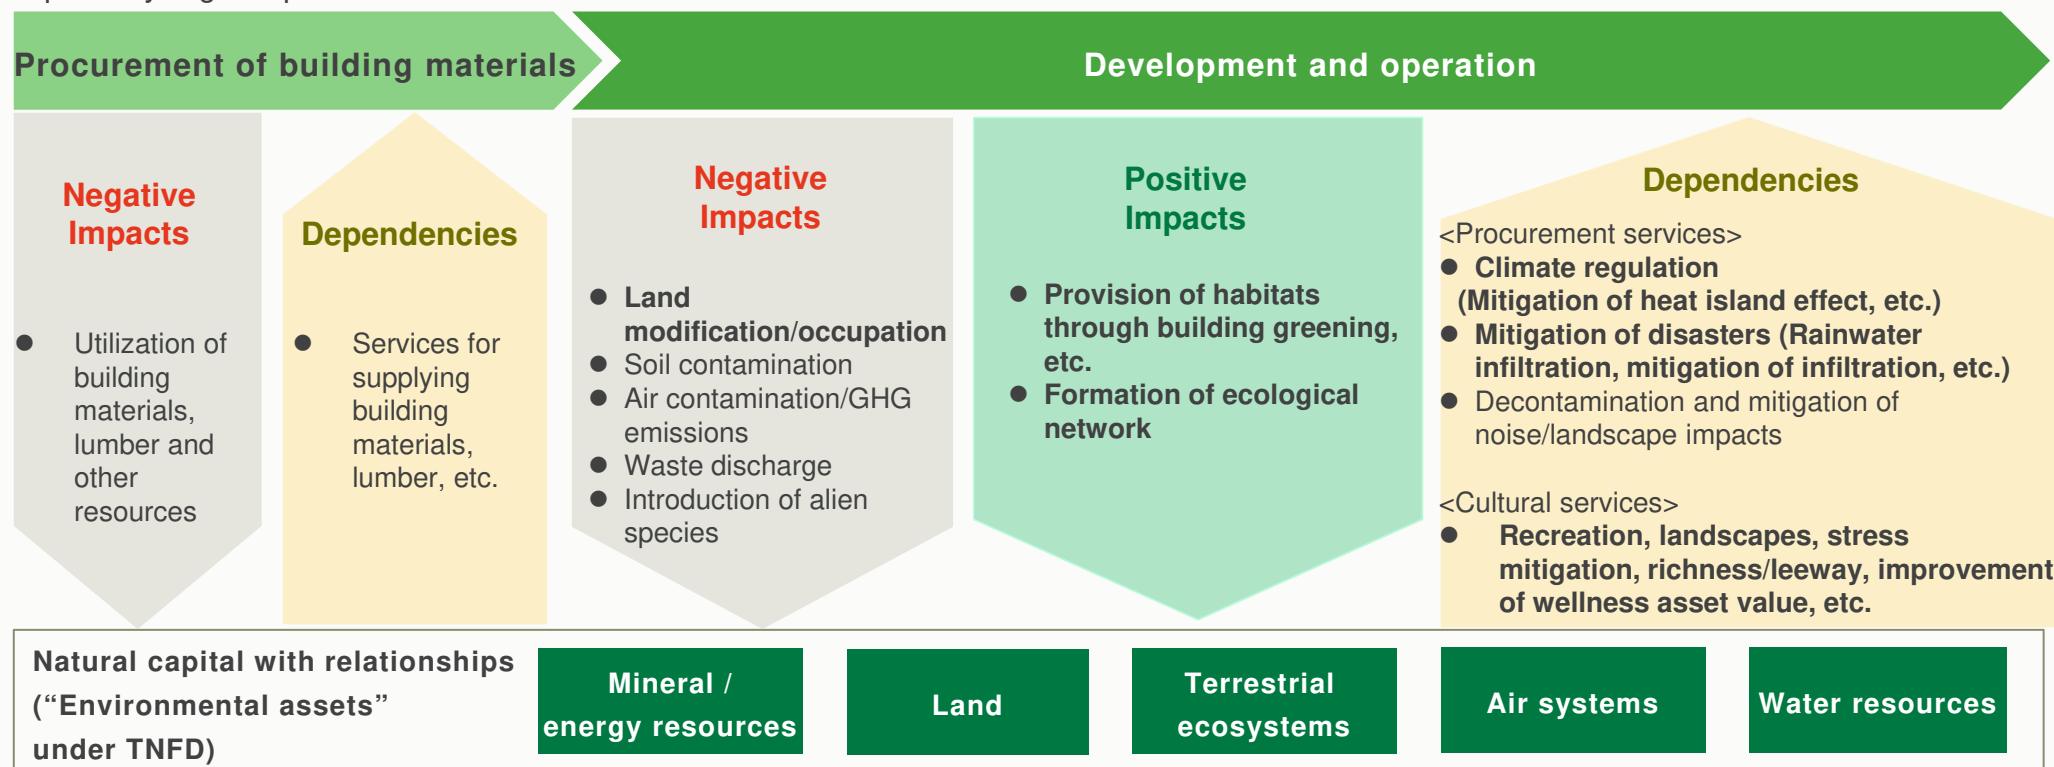 Procurement of building materials
Development and operation
Negative
Impacts
Utilization of
building
materials,
lumber and
other
resources
Dependencies
Services for
supplying
building
materials,
lumber, etc.
Negative
Impacts
Land
modification/occupation
Soil contamination
Air contamination/GHG
emissions
Waste discharge
Introduction of alien
species
Positive
Impacts
Provision of habitats
through building greening,
etc.
Formation of ecological
network
Dependencies
<Procurement services>
Climate regulation
(Mitigation of heat island effect, etc.)
Mitigation of disasters (Rainwater
infiltration, mitigation of infiltration, etc.)
Decontamination and mitigation of
noise/landscape impacts
<Cultural services>
Recreation, landscapes, stress
mitigation, richness/leeway, improvement
of wellness asset value, etc.
Natural capital with relationships
(“Environmental assets”
under TNFD)
Mineral /
energy resources
Land
Terrestrial
ecosystems
Air systems
Water resources